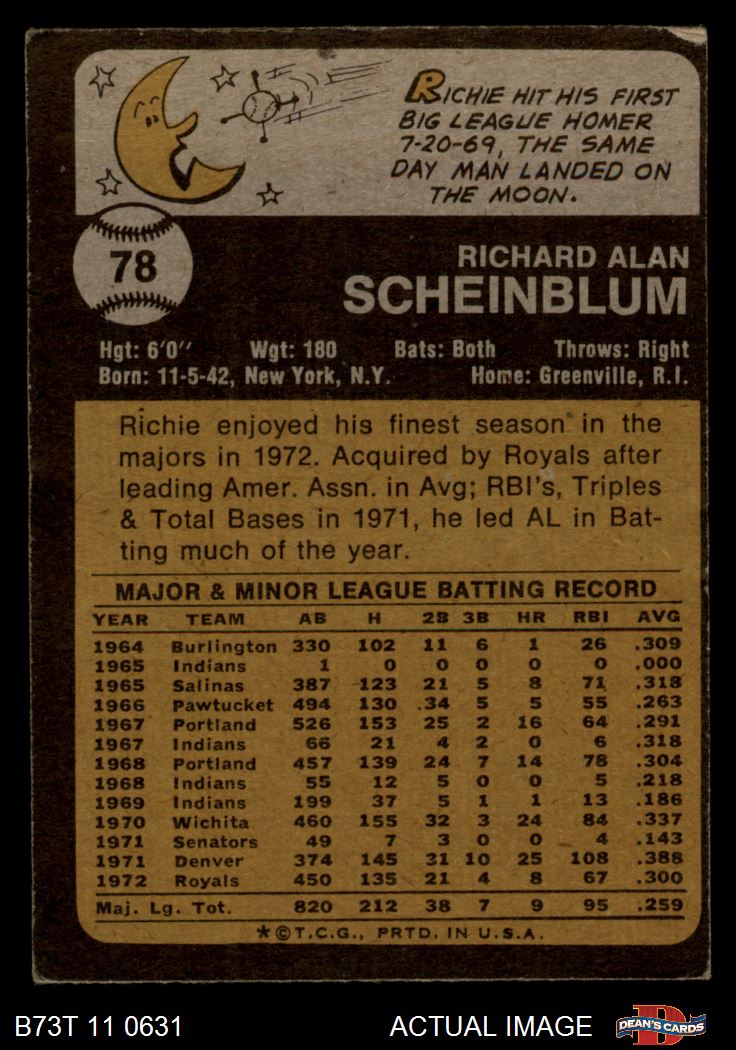 RICHIE HIT HIS FIRST
BIG LEAGUE HOMER
7-20-69, THE SAME
DAY MAN LANDED ON
THE MOON.
78
RICHARD ALAN
SCHEINBLUM
Hgt: 6'0" Wgt: 180 Bats: Both Throws: Right
Born: 11-5-42, New York, N.Y. Home: Greenville, R.I.
Richie enjoyed his finest season in the
majors in 1972. Acquired by Royals after
leading Amer. Assn. in Avg; RBI's, Triples
& Total Bases in 1971, he led AL in Bat-
ting much of the year.
MAJOR & MINOR LEAGUE BATTING RECORD
YEAR TEAM AB H 2B 3B HR RBI AVG
1964 Burlington 330 102 11 6 1 26 .309
1965 Indians 1 0 0 0 0 0 .000
1965 Salinas 387 123 21 5 8 71 .318
1966 Pawtucket 494 130 34 5 5 55 .263
1967 Portland 526 153 25 2 16 64 .291
1967 Indians 66 21 4 2 0 6 .318
1968 Portland 457 139 24 7 14 78 .304
1968 Indians 55 12 5 0 0 5 .218
1969 Indians 199 37 5 1 1 13 .186
1970 Wichita 460 155 32 3 24 84 .337
1971 Senators 49 7 3 0 0 4 .143
1971 Denver 374 145 31 10 25 108 .388
1972 Royals 450 135 21 4 8 67 .300
Maj. Lg. Tot. 820 212 38 7 9 95 .259
*©T.C.G., PRTD. IN U.S.A.
B73T 11 0631 ACTUAL IMAGE D DEAN'S CARDS